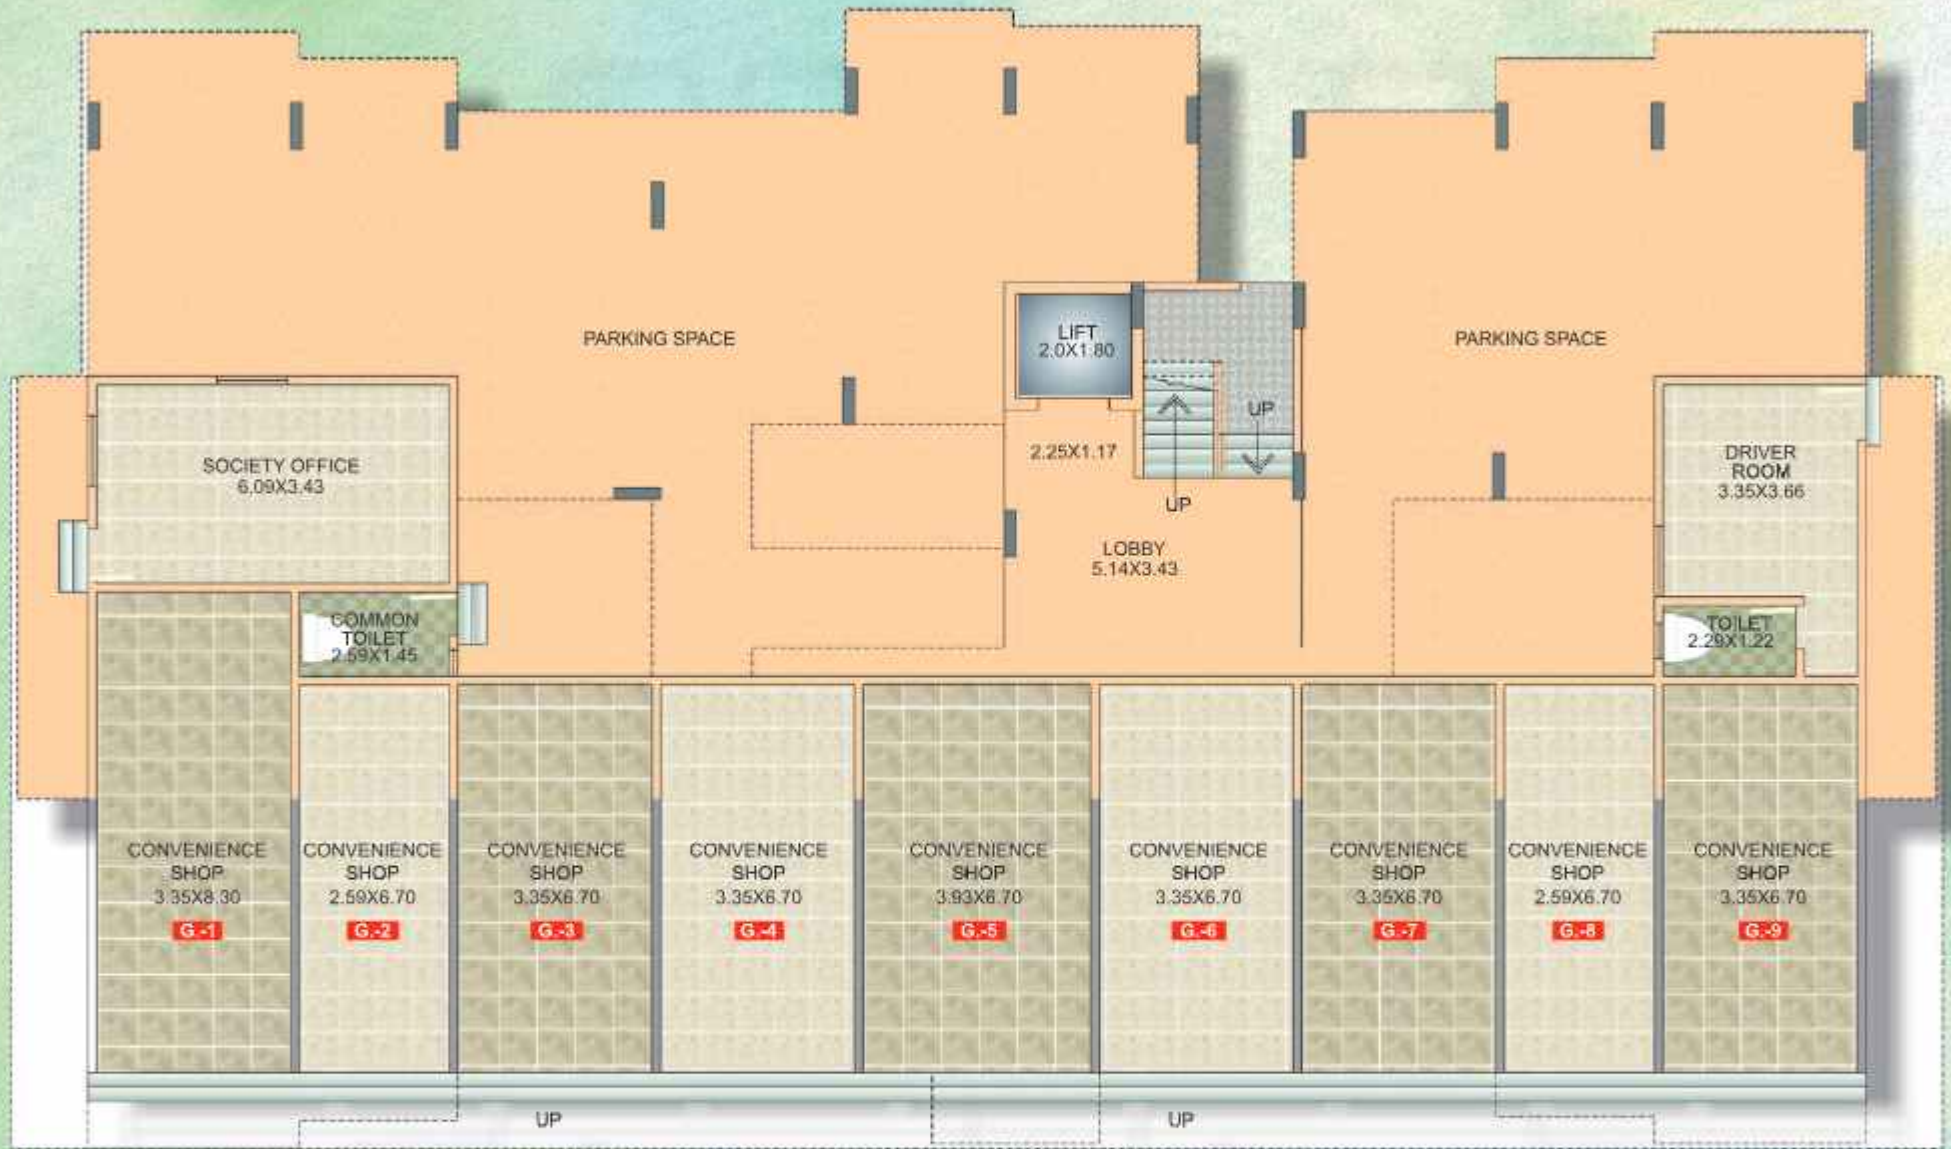 PARKING SPACE
PARKING SPACE
LIFT
2.0X1.80
UP
2.25X1.17
UP
SOCIETY OFFICE
6.09X3.43
DRIVER
ROOM
3.35X3.66
LOBBY
5.14X3.43
COMMON
TOILET
2.59X1.45
TOILET
2.29X1.22
CONVENIENCE
SHOP
3.35X8.30
G.-1
CONVENIENCE
SHOP
2.59X6.70
G.-2
CONVENIENCE
SHOP
3.35X6.70
G.-3
CONVENIENCE
SHOP
3.35X6.70
G.-4
CONVENIENCE
SHOP
3.93X6.70
G.-5
CONVENIENCE
SHOP
3.35X6.70
G.-6
CONVENIENCE
SHOP
3.35X6.70
G.-7
CONVENIENCE
SHOP
2.59X6.70
G.-8
CONVENIENCE
SHOP
3.35X6.70
G.-9
UP
UP